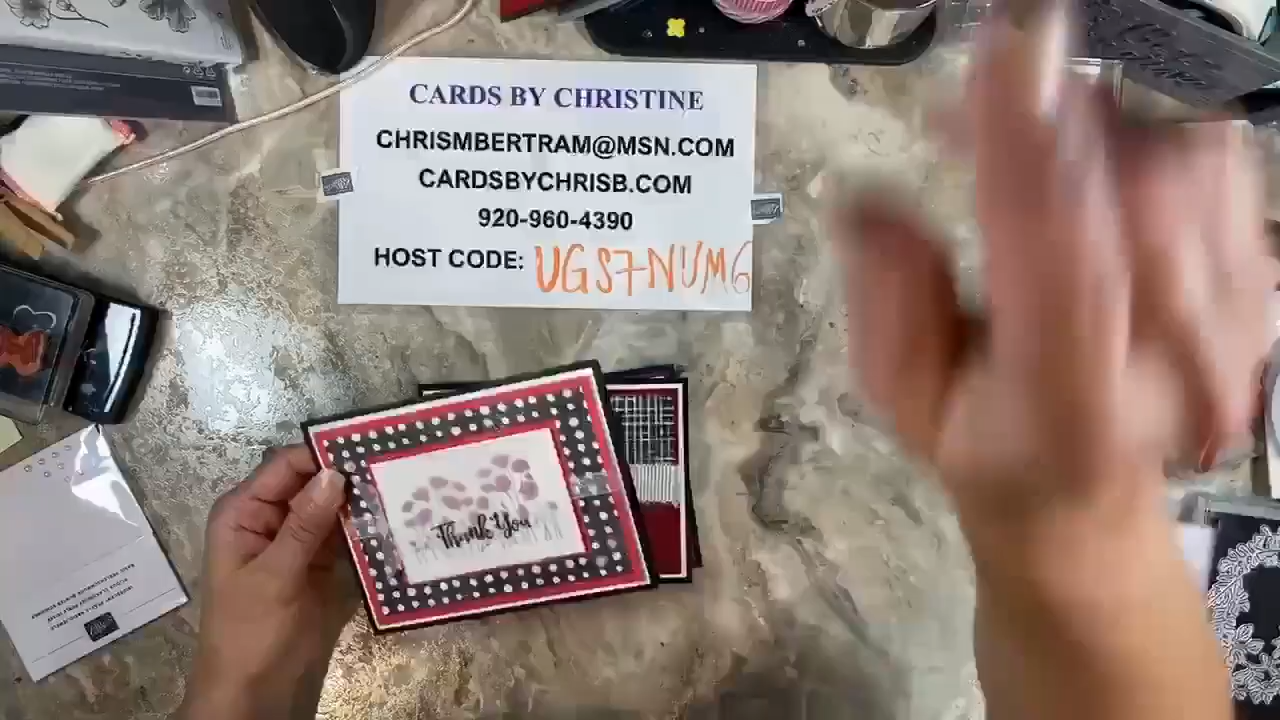 CARDS BY CHRISTINE
CHRISMBERTRAM@MSN.COM
CARDSBYCHRISB.COM
920-960-4390
HOST CODE: UGS7NUM6
Thank You